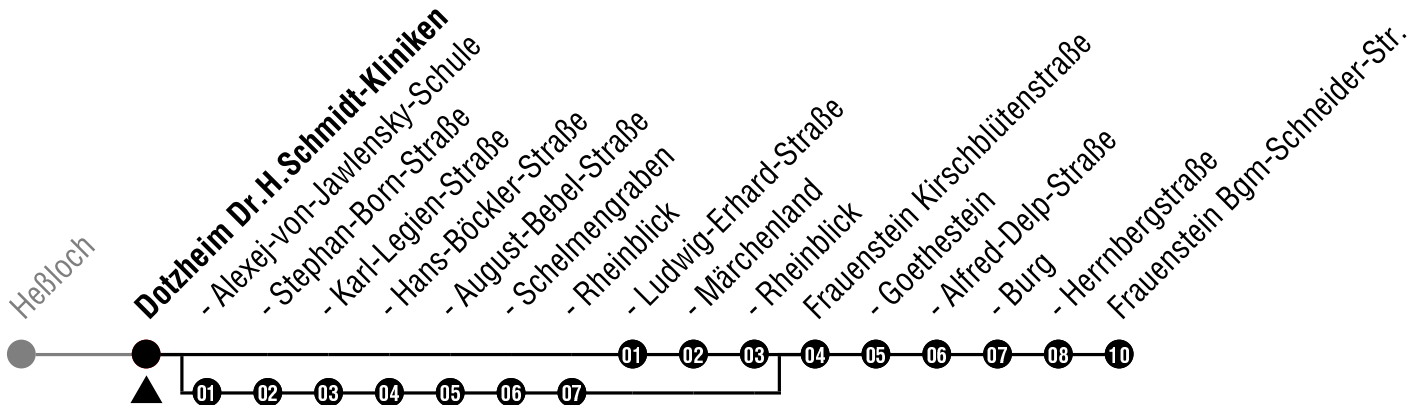 Heßloch
Dotzheim Dr.H.Schmidt-Kliniken
- Alexej-von-Jawlensky-Schule
- Stephan-Born-Straße
- Karl-Legien-Straße
- Hans-Böckler-Straße
- August-Bebel-Straße
- Schelmengraben
- Rheinblick
- Ludwig-Erhard-Straße
- Märchenland
- Rheinblick
Frauenstein Kirschblütenstraße
- Goethestein
- Alfred-Delp-Straße
- Burg
- Herrnbergstraße
Frauenstein Bgm-Schneider-Str.
01 02 03 04 05 06 07 08 10
01 02 03 04 05 06 07